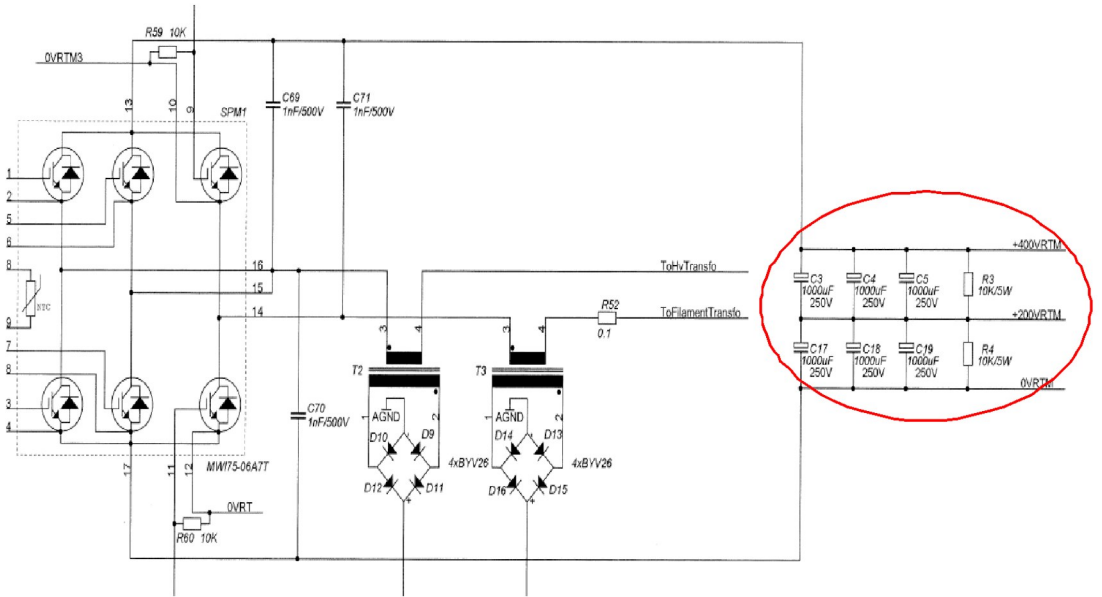 R59 10K
0VRTM3
13
10
9
SPM1
C69
1nF/500V
C71
1nF/500V
1
2
5
6
8
NTC
9
7
8
3
4
16
15
14
ToHvTransfo
R52
ToFilamentTransfo
0.1
3
4
3
4
T2
T3
1
AGND
2
1
AGND
2
D10
D9
D14
D13
4xBYV26
4xBYV26
D12
D11
D16
D15
C70
1nF/500V
MWI75-06A7T
17
11
12
0VRT
R60 10K
+400VRTM
C3
1000uF
250V
C4
1000uF
250V
C5
1000uF
250V
R3
10K/5W
+200VRTM
C17
1000uF
250V
C18
1000uF
250V
C19
1000uF
250V
R4
10K/5W
0VRTM